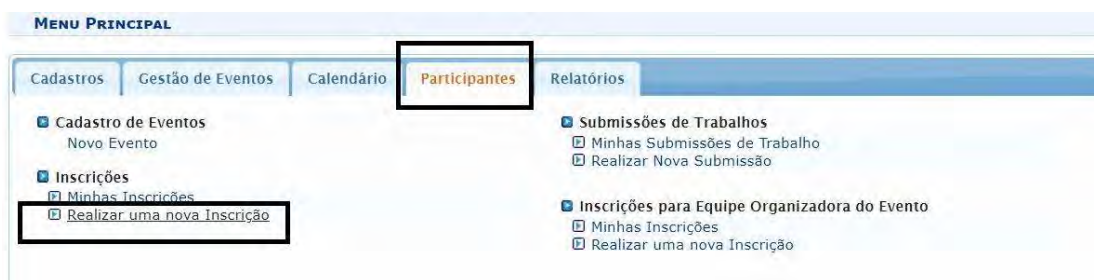 MENU PRINCIPAL
Cadastros Gestão de Eventos Calendário Participantes Relatórios
Cadastro de Eventos
Novo Evento
Inscrições
Minhas Inscrições
Realizar uma nova Inscrição
Submissões de Trabalhos
Minhas Submissões de Trabalho
Realizar Nova Submissão
Inscrições para Equipe Organizadora do Evento
Minhas Inscrições
Realizar uma nova Inscrição